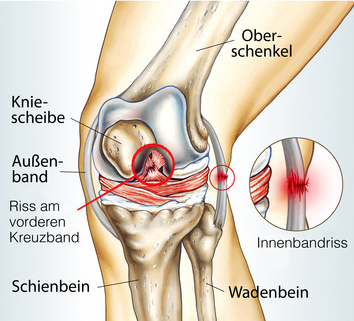 Ober-
schenkel
Knie-
scheibe
Außen-
band
Riss am
vorderen
Kreuzband
Innenbandriss
Schienbein
Wadenbein